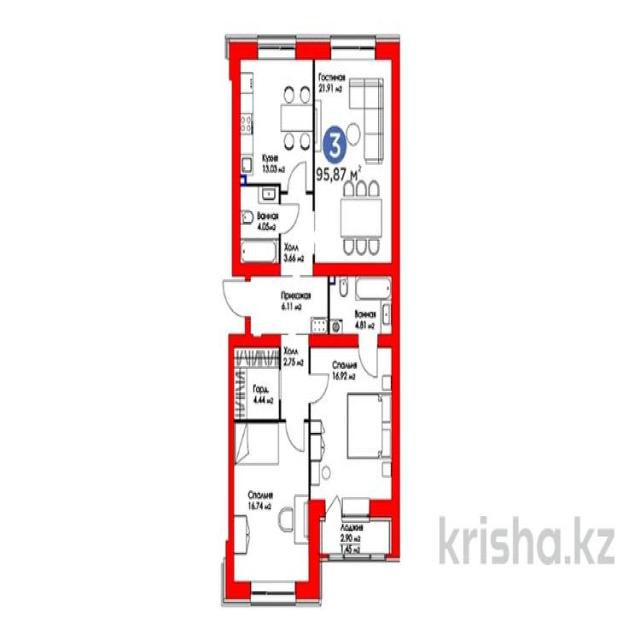 Гостиная
21.91 м2
3
95,87 м2
Кухня
13.03 м2
Ванная
4.05м2
Холл
3.66 м2
Прихожая
6.11 м2
Ванная
4.81 м2
Холл
2.75 м2
Спальня
16.92 м2
Гард.
4.44 м2
Спальня
16.74 м2
Лоджия
2.90 м2
1.45 м2
krisha.kz